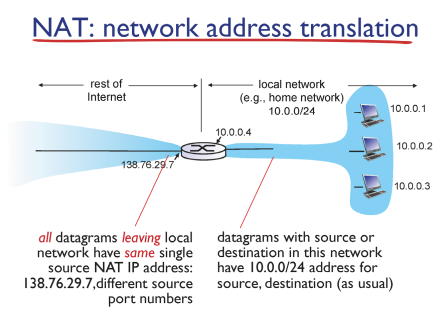 NAT: network address translation
rest of
Internet
local network
(e.g., home network)
10.0.0/24
10.0.0.1
10.0.0.4
10.0.0.2
138.76.29.7
10.0.0.3
all datagrams leaving local
network have same single
source NAT IP address:
138.76.29.7,different source
port numbers
datagrams with source or
destination in this network
have 10.0.0/24 address for
source, destination (as usual)